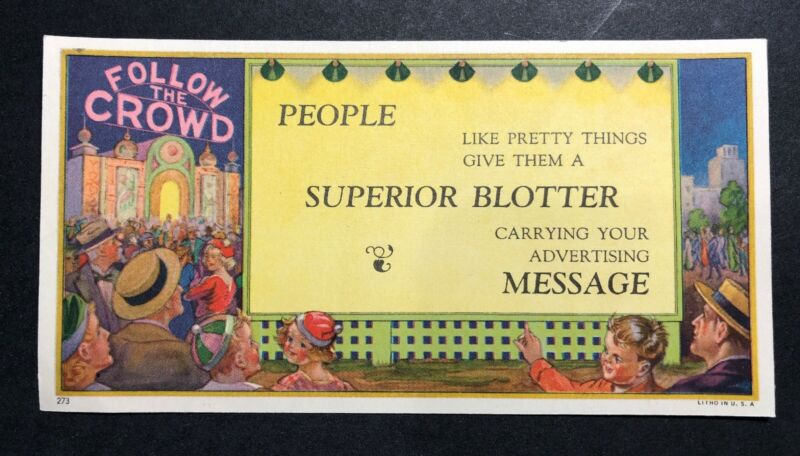 FOLLOW
THE
CROWD
PEOPLE
LIKE PRETTY THINGS
GIVE THEM A
SUPERIOR BLOTTER
CARRYING YOUR
ADVERTISING
MESSAGE
273
LITHO IN U. S. A